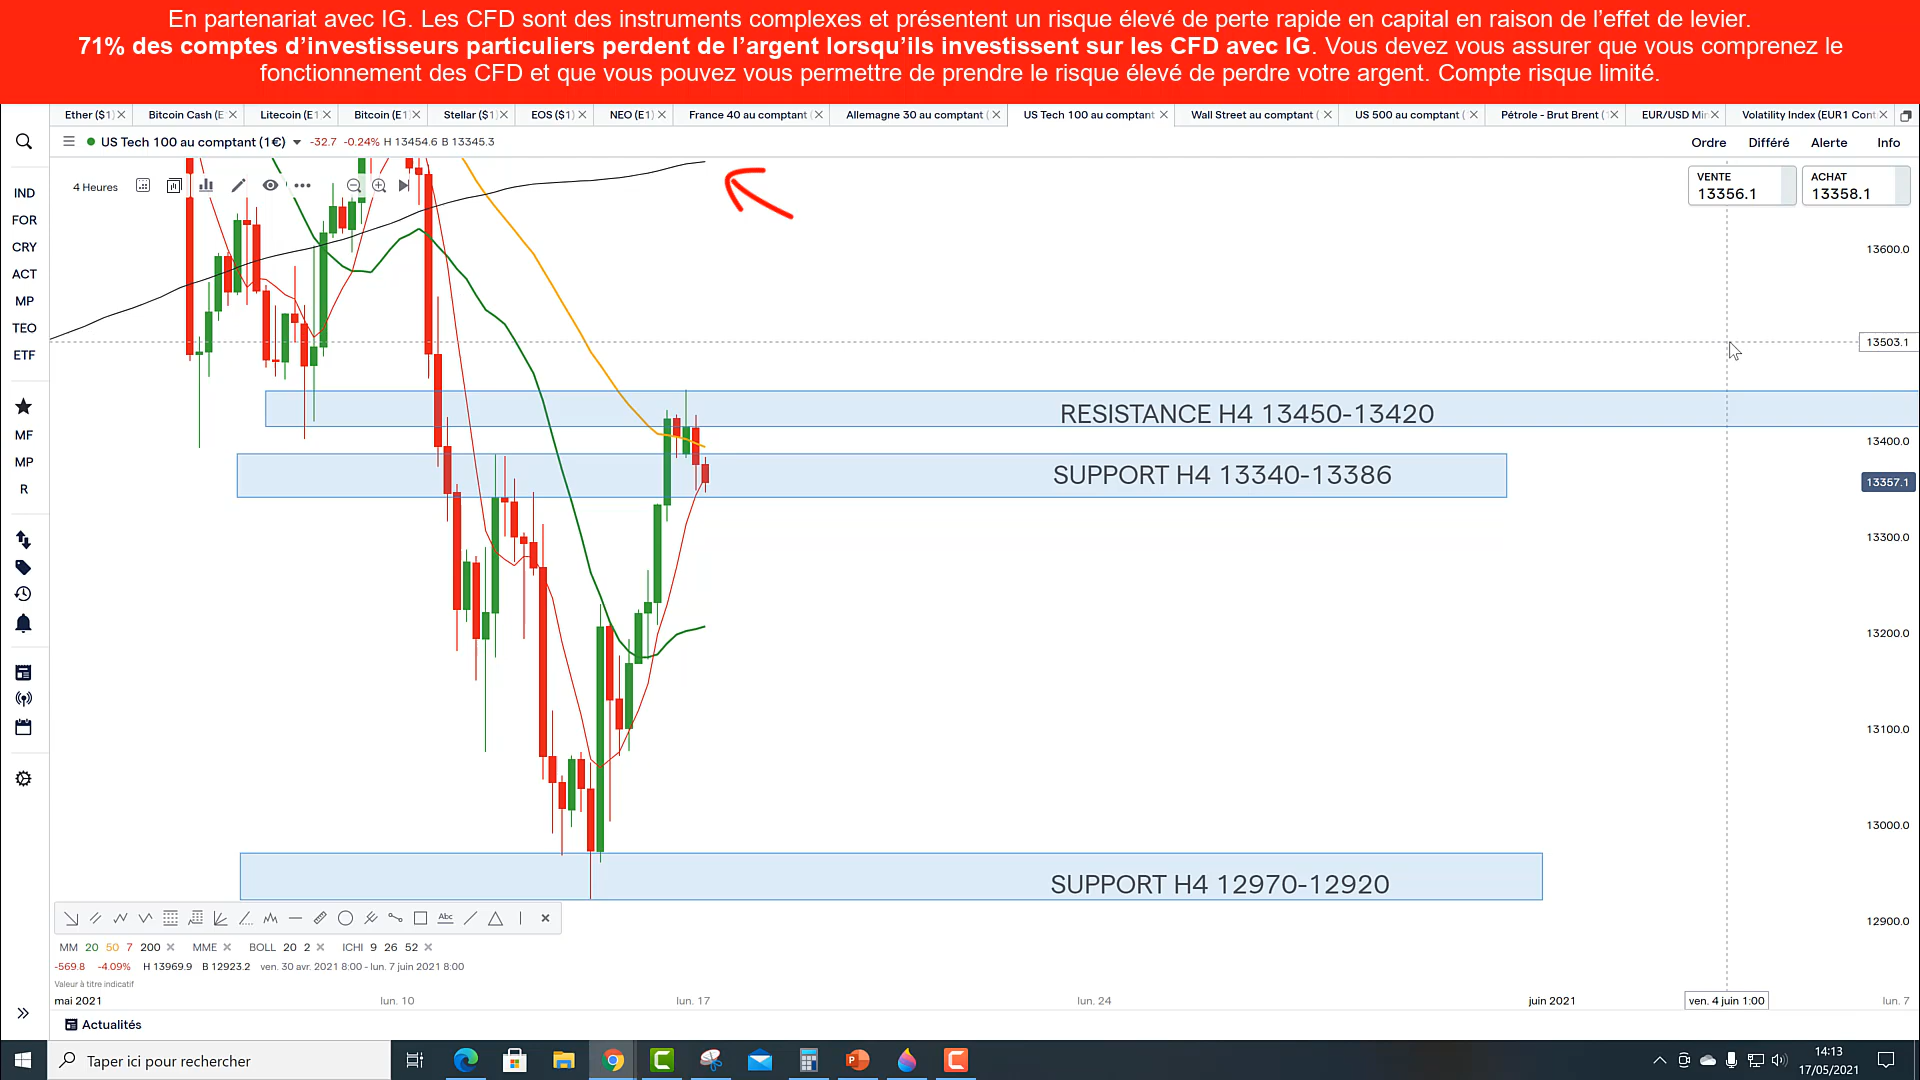 En partenariat avec IG. Les CFD sont des instruments complexes et présentent un risque élevé de perte rapide en capital en raison de l'effet de levier.
71% des comptes d'investisseurs particuliers perdent de l'argent lorsqu'ils investissent sur les CFD avec IG. Vous devez vous assurer que vous comprenez le
fonctionnement des CFD et que vous pouvez vous permettre de prendre le risque élevé de perdre votre argent. Compte risque limité.
Ether ($1) Bitcoin Cash (E Litecoin (E1 Bitcoin (E1) Stellar ($1) EOS ($1) NEO (E1) France 40 au comptant ( Allemagne 30 au comptant ( US Tech 100 au comptant Wall Street au comptant ( US 500 au comptant ( Pétrole - Brut Brent ( EUR/USD Mi Volatility Index (EUR1 Cont
US Tech 100 au comptant (1€) -32.7 -0.24% H 13454.6 B 13345.3
Ordre Différé Alerte Info
4 Heures
VENTE
13356.1
ACHAT
13358.1
IND
FOR
CRY
ACT
MP
TEO
ETF
MF
MP
R
13600.0
13503.1
13400.0
13357.1
13300.0
13200.0
13100.0
13000.0
12900.0
RESISTANCE H4 13450-13420
SUPPORT H4 13340-13386
SUPPORT H4 12970-12920
Abc
MM 20 50 7 200 MME BOLL 20 2 ICHI 9 26 52
-569.8 -4.09% H 13969.9 B 12923.2 ven. 30 avr. 2021 8:00 - lun. 7 juin 2021 8:00
Valeur à titre indicatif
mai 2021 lun. 10 lun. 17 lun. 24 juin 2021 ven. 4 juin 1:00 lun. 7
Actualités
Taper ici pour rechercher
14:13
17/05/2021